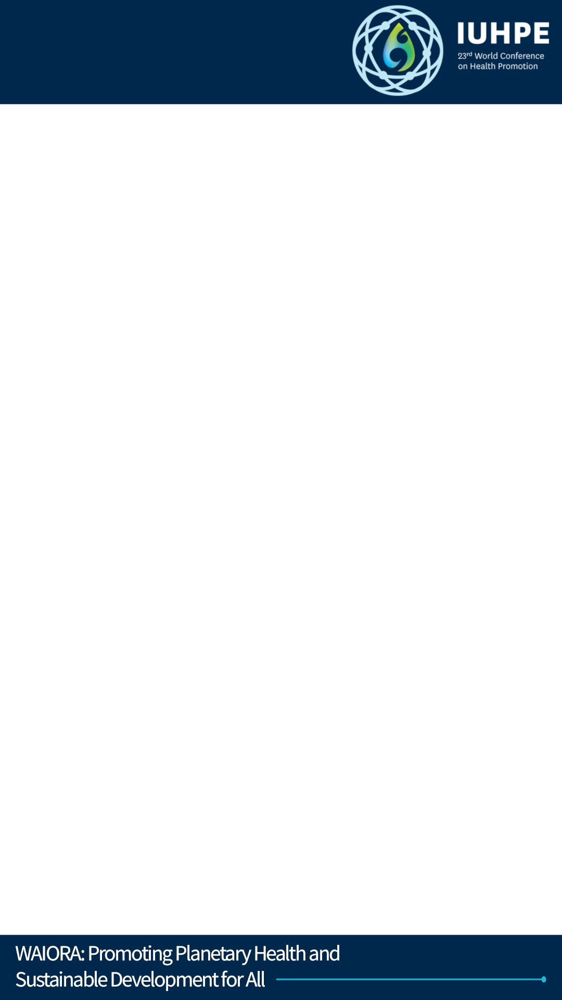 IUHPE
23rd World Conference
on Health Promotion
WAIORA: Promoting Planetary Health and
Sustainable Development for All